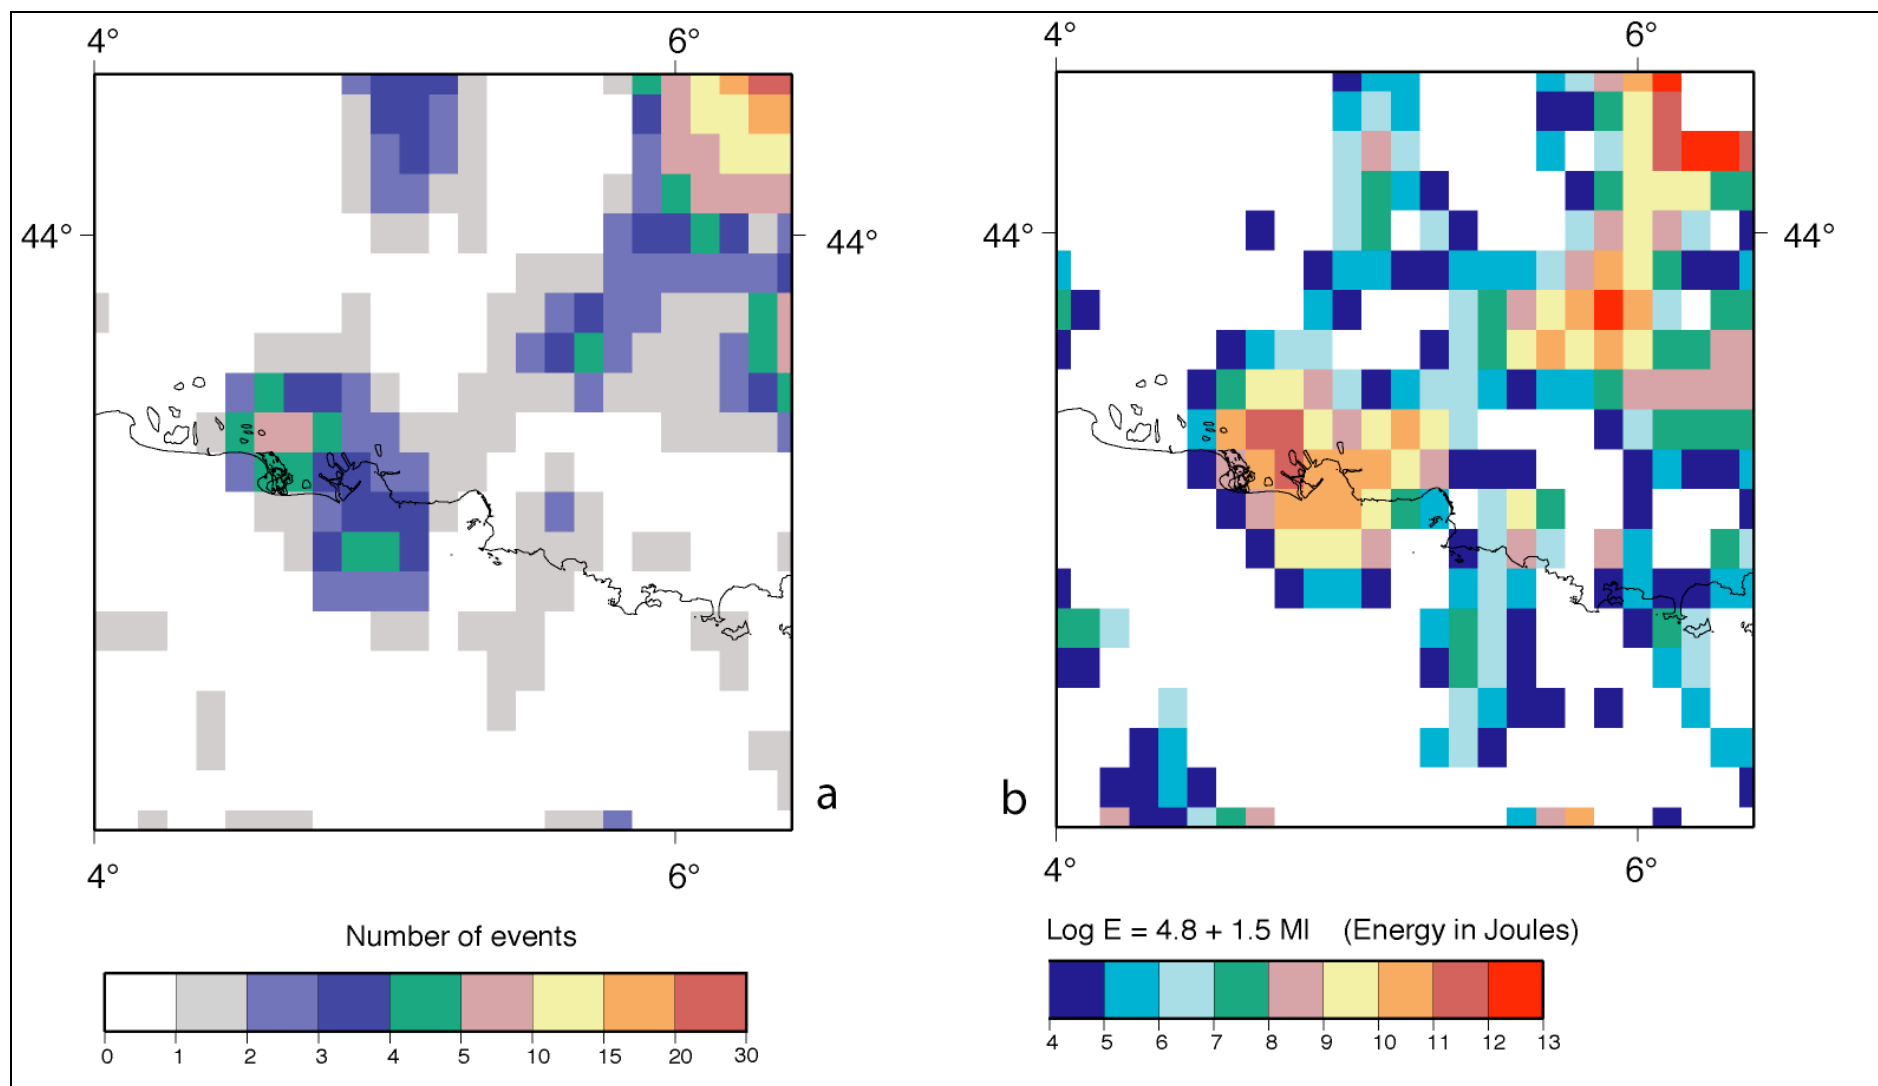 4° 6°
44° 44°
a
4° 6°
Number of events
0 1 2 3 4 5 10 15 20 30
4° 6°
44° 44°
b
4° 6°
Log E = 4.8 + 1.5 Ml (Energy in Joules)
4 5 6 7 8 9 10 11 12 13